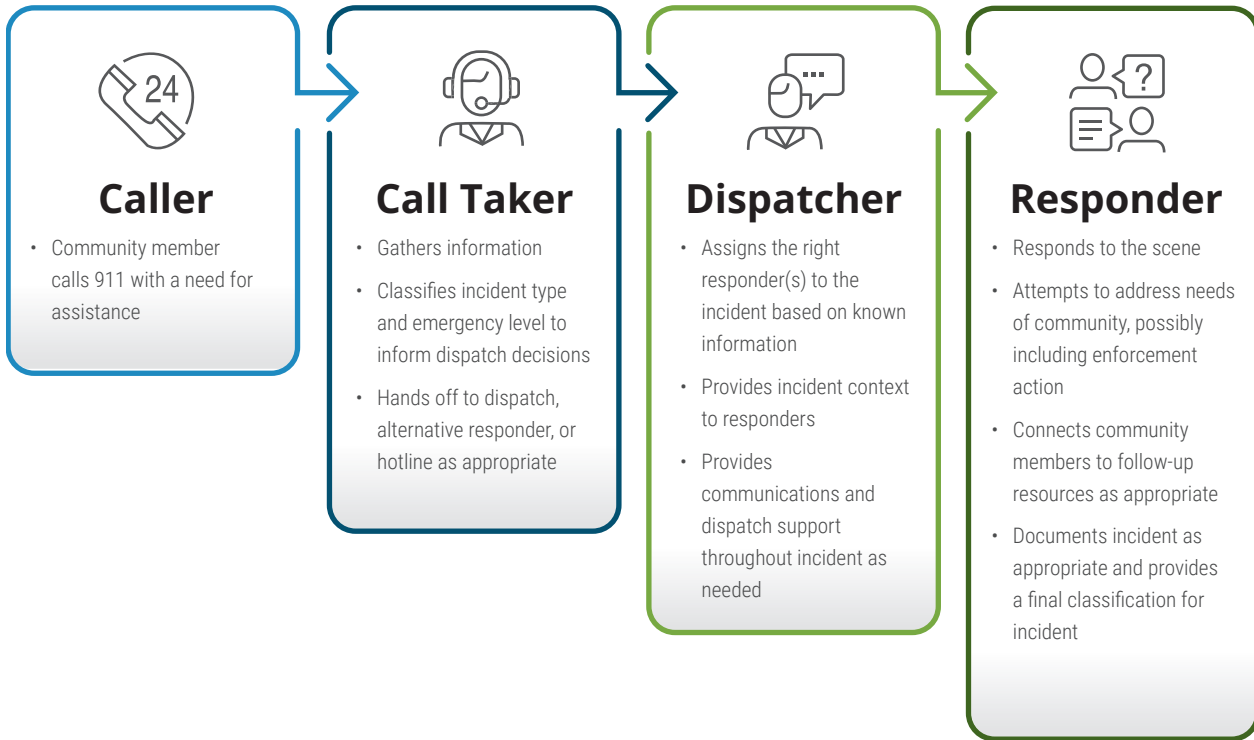 24
Caller
• Community member
calls 911 with a need for
assistance
Call Taker
• Gathers information
• Classifies incident type
and emergency level to
inform dispatch decisions
• Hands off to dispatch,
alternative responder, or
hotline as appropriate
Dispatcher
• Assigns the right
responder(s) to the
incident based on known
information
• Provides incident context
to responders
• Provides
communications and
dispatch support
throughout incident as
needed
?
Responder
• Responds to the scene
• Attempts to address needs
of community, possibly
including enforcement
action
• Connects community
members to follow-up
resources as appropriate
• Documents incident as
appropriate and provides
a final classification for
incident